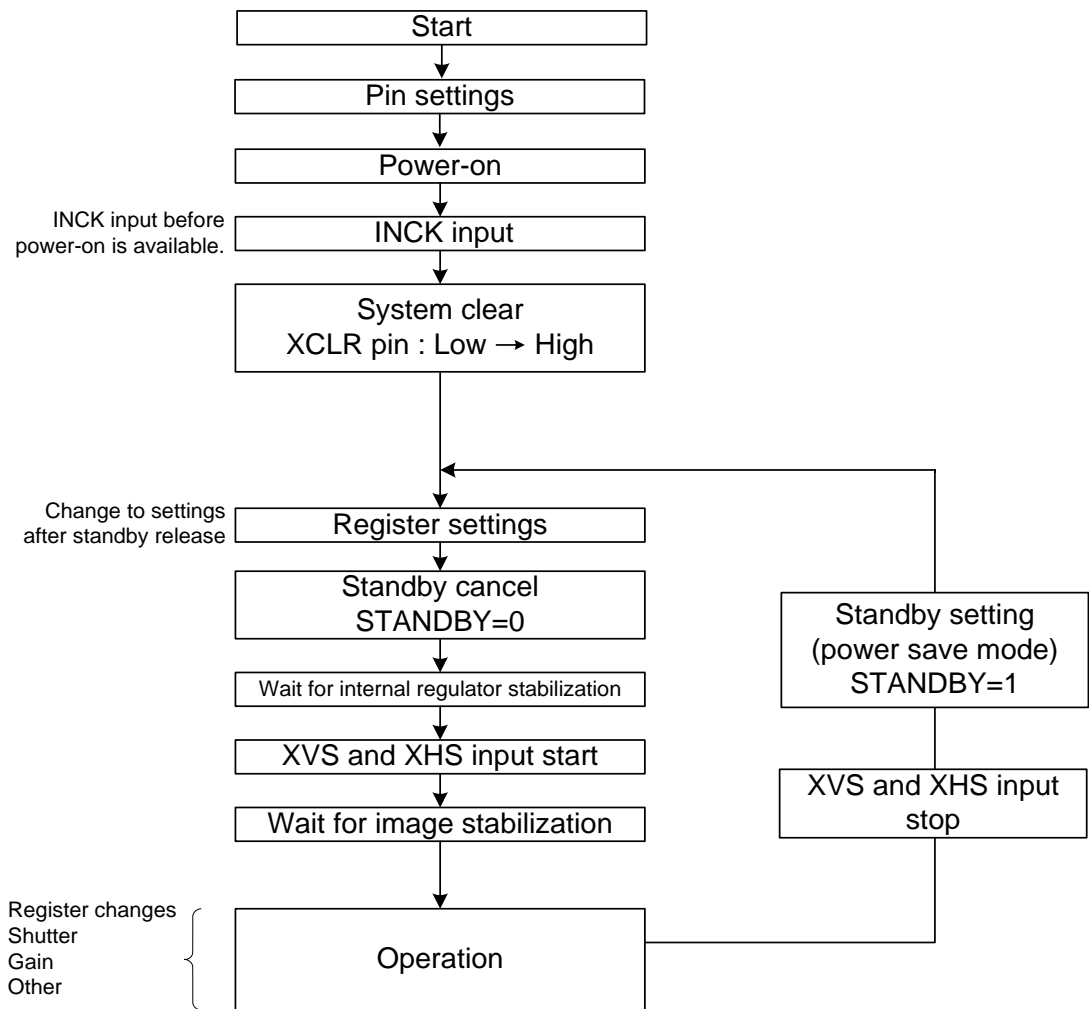 Start
Pin settings
Power-on
INCK input before
power-on is available.
INCK input
System clear
XCLR pin : Low → High
Change to settings
after standby release
Register settings
Standby cancel
STANDBY=0
Wait for internal regulator stabilization
XVS and XHS input start
Wait for image stabilization
Register changes
Shutter
Gain
Other
Operation
Standby setting
(power save mode)
STANDBY=1
XVS and XHS input
stop